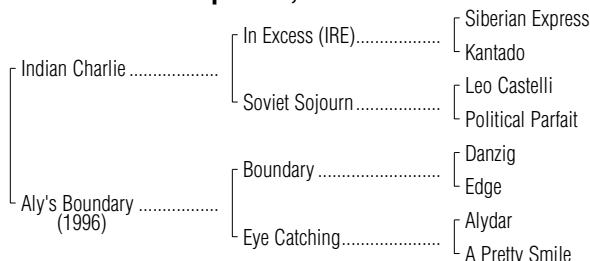 Siberian Express
In Excess (IRE)...................
Kantado
Indian Charlie ....................
Leo Castelli
Soviet Sojourn ...................
Political Parfait
Danzig
Boundary ...........................
Edge
Aly's Boundary ..................
(1996)
Alydar
Eye Catching......................
A Pretty Smile